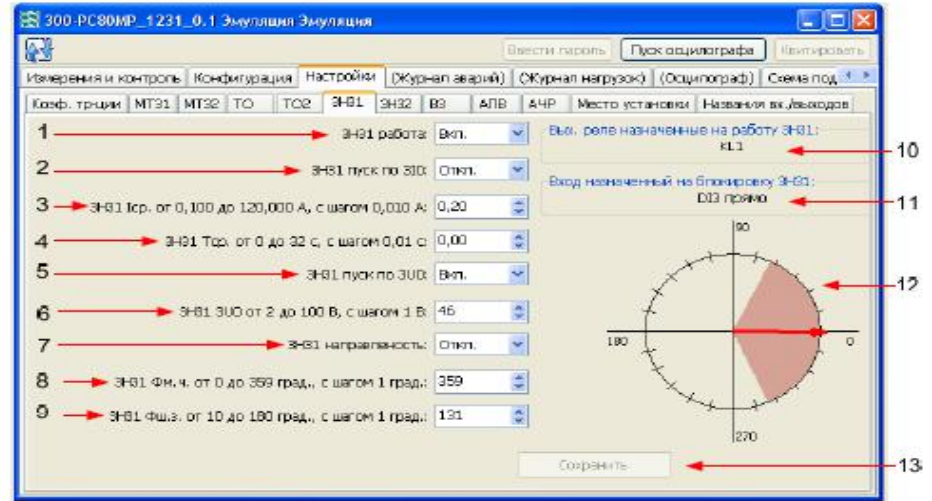 300-РС80МР_1231_0.1 Эмуляция Эмуляция
Ввести пароль Пуск осцилографа Квитировать
Измерения и контроль Конфигурация Настройки (Журнал аварий) (Журнал нагрузок) (Осцилограф) Схема под
Коэф. тр-ции МТЗ1 МТЗ2 ТО ТО2 ЗНЗ1 ЗНЗ2 ВЗ АПВ АЧР Место установки Названия вх./выходов
1 ЗНЗ1 работа: Вкл.
Вых. реле назначенные на работу ЗНЗ1:
KL1 10
2 ЗНЗ1 пуск по 3I0: Откл.
Вход назначенный на блокировку ЗНЗ1:
DI3 прямо 11
3 ЗНЗ1 Iср. от 0,100 до 120,000 А, с шагом 0,010 А: 0,20
4 ЗНЗ1 Tср. от 0 до 32 с, с шагом 0,01 с: 0,00
5 ЗНЗ1 пуск по 3U0: Вкл.
6 ЗНЗ1 3U0 от 2 до 100 В, с шагом 1 В: 46
7 ЗНЗ1 направленость: Откл.
8 ЗНЗ1 Фм.ч. от 0 до 359 град., с шагом 1 град.: 359
9 ЗНЗ1 Фш.з. от 10 до 180 град., с шагом 1 град.: 131
90
12
180 0
270
Сохранить 13